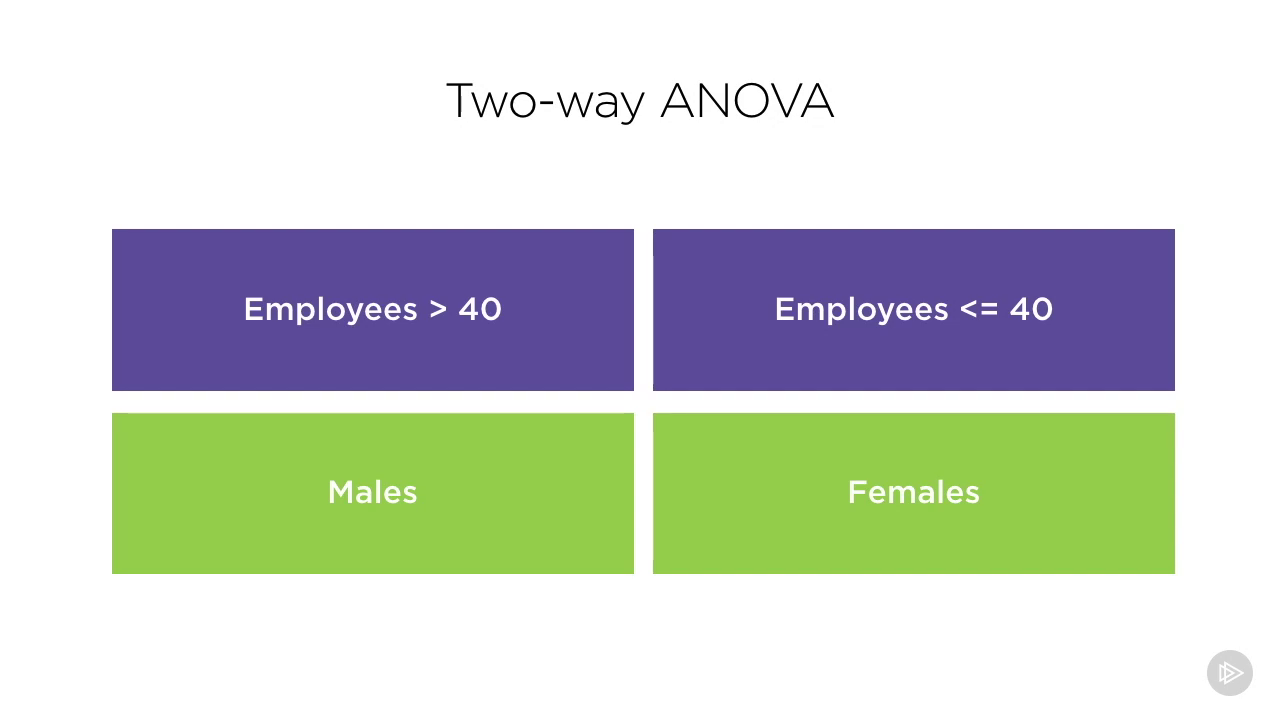 Two-way ANOVA
Employees > 40
Employees <= 40
Males
Females